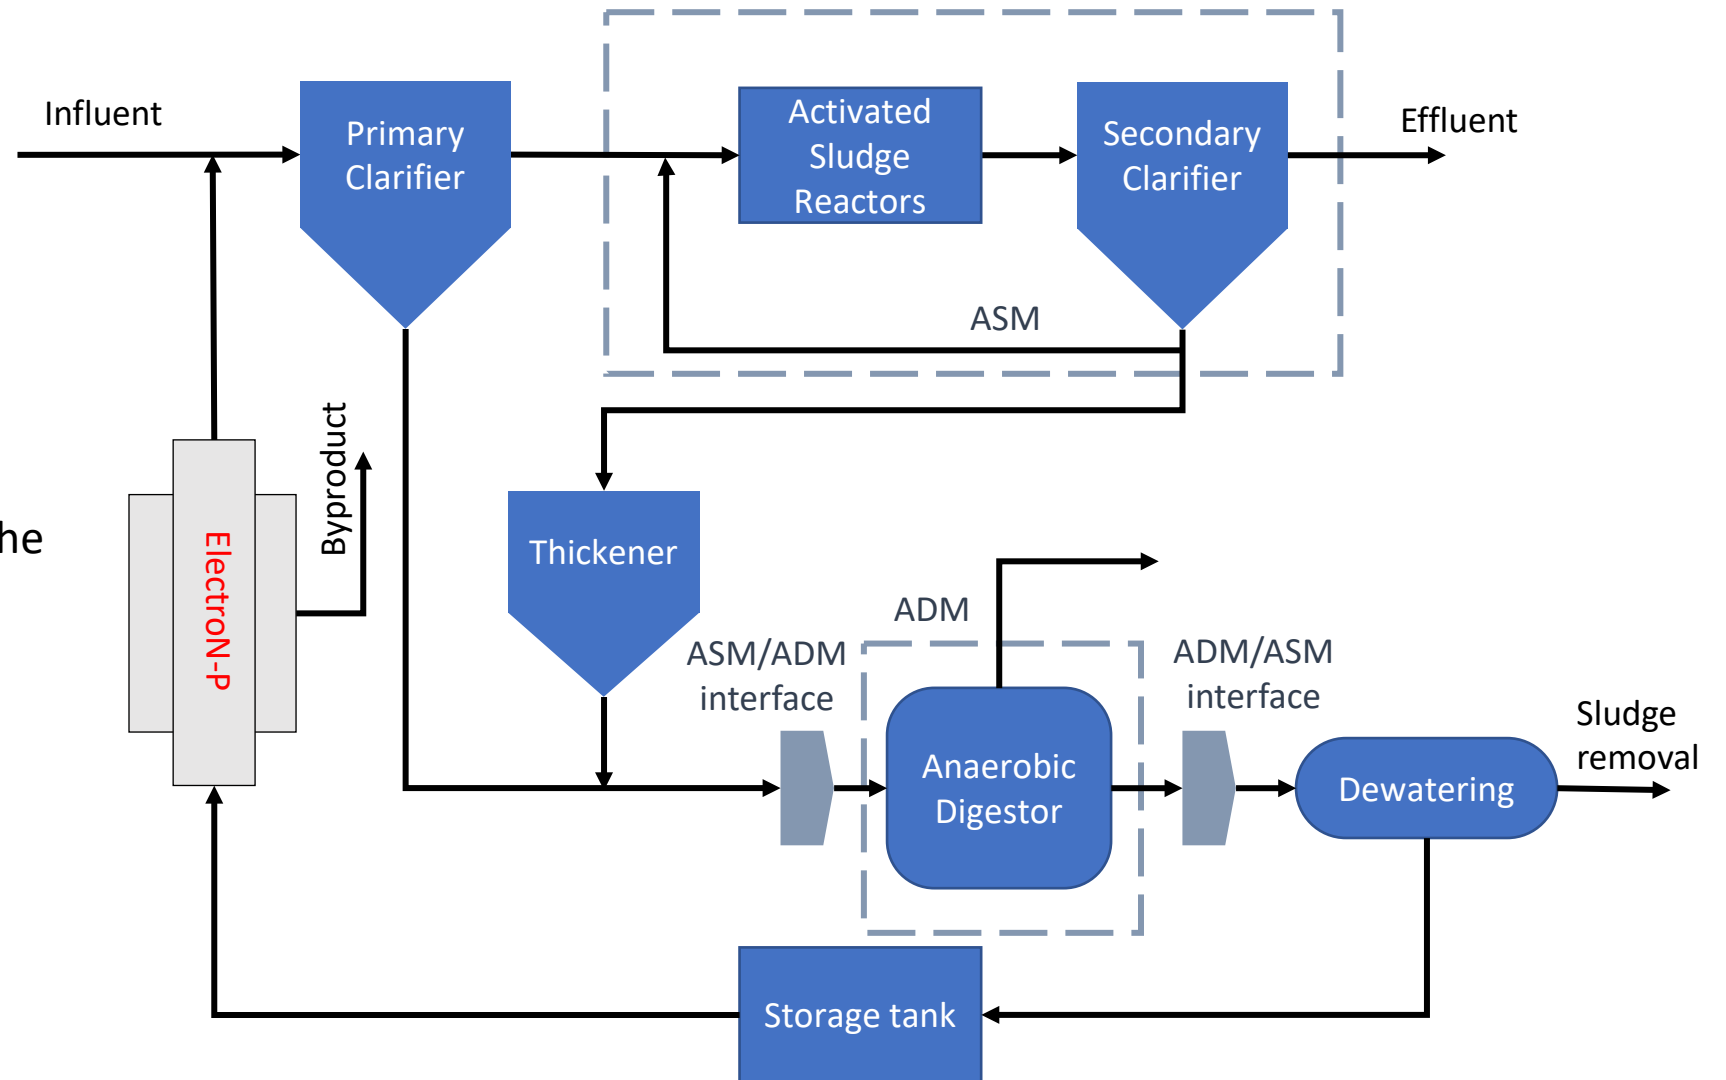 Influent
Primary
Clarifier
Activated
Sludge
Reactors
Secondary
Clarifier
Effluent
ASM
Byproduct
ElectroN-P
he
Thickener
ADM
ASM/ADM
interface
ADM/ASM
interface
Anaerobic
Digestor
Dewatering
Sludge
removal
Storage tank